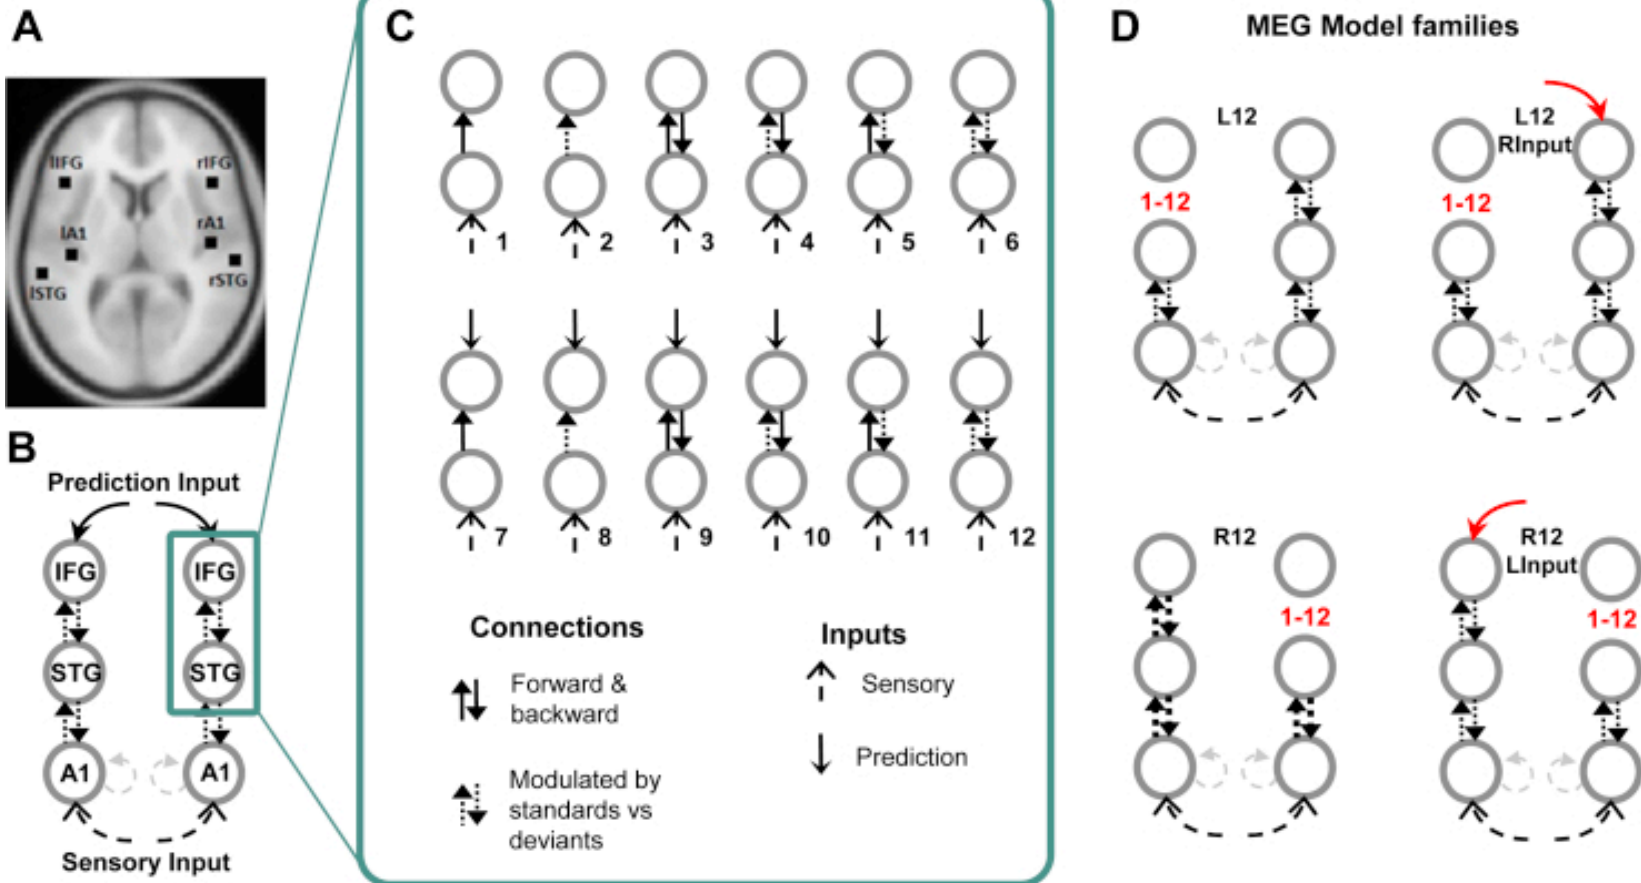 A
lIFG
rIFG
lA1
rA1
lSTG
rSTG
B
Prediction Input
IFG
IFG
STG
STG
A1
A1
Sensory Input
C
1
2
3
4
5
6
7
8
9
10
11
12
Connections
Forward &
backward
Modulated by
standards vs
deviants
Inputs
Sensory
Prediction
D
MEG Model families
L12
1-12
L12
RInput
1-12
R12
1-12
R12
LInput
1-12